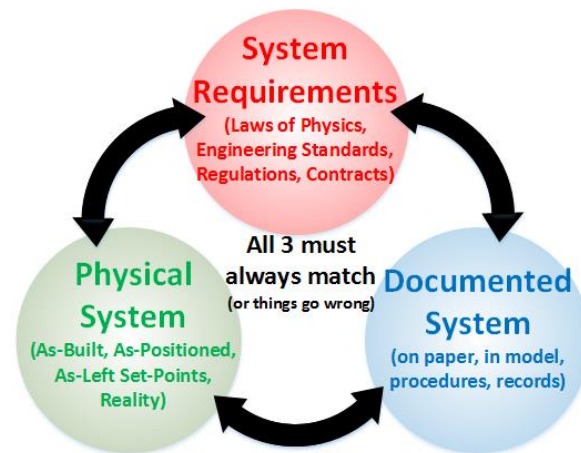 System
Requirements
(Laws of Physics,
Engineering Standards,
Regulations, Contracts)
All 3 must
always match
(or things go wrong)
Physical
System
(As-Built, As-Positioned,
As-Left Set-Points,
Reality)
Documented
System
(on paper, in model,
procedures, records)